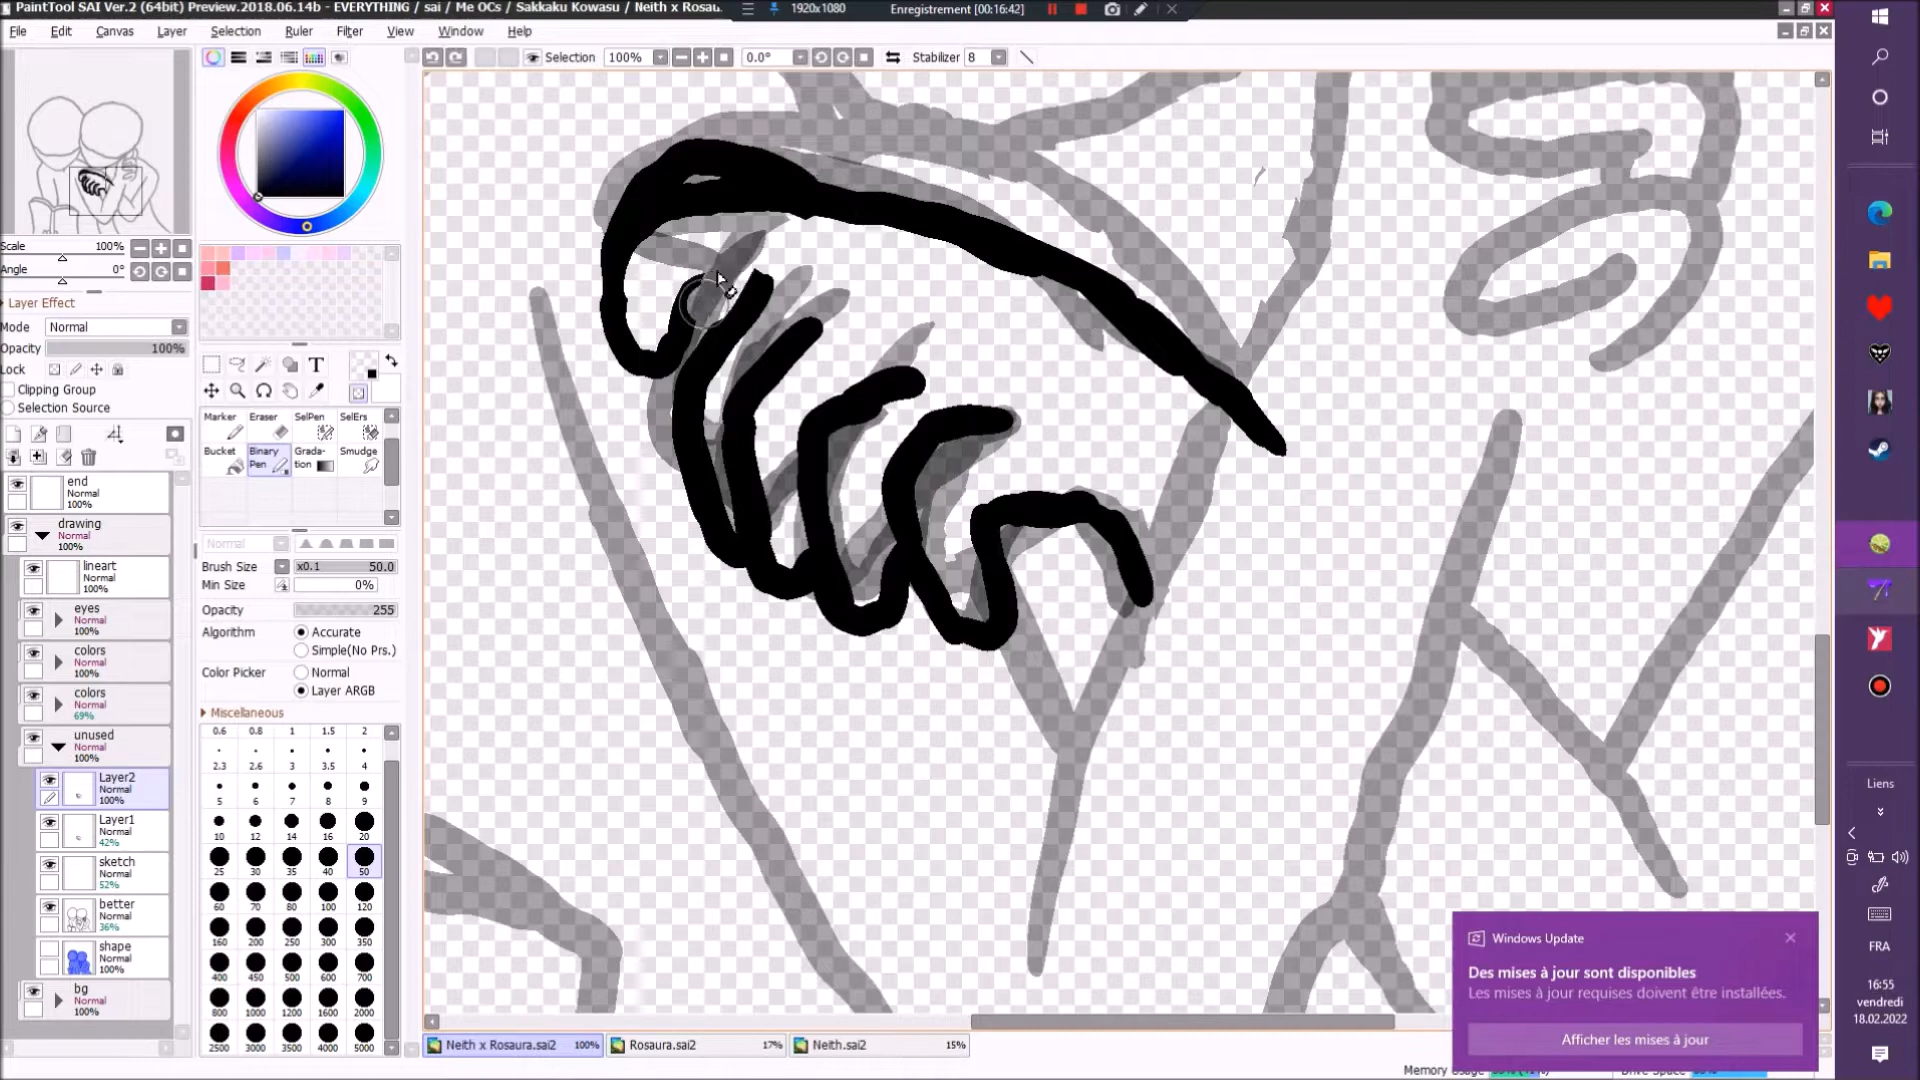 PaintTool SAI Ver.2 (64bit) Preview.2018.06.14b - EVERYTHING / sai / Me OCs / Sakkaku Kowasu / Neith x Rosau.
1920x1080
Enregistrement [00:16:42]
File Edit Canvas Layer Selection Ruler Filter View Window Help
Selection 100% 0.0° Stabilizer 8
Scale 100%
Angle 0°
Layer Effect
Mode Normal
Opacity 100%
Lock
Clipping Group
Selection Source
end
Normal
100%
drawing
Normal
100%
lineart
Normal
100%
eyes
Normal
100%
colors
Normal
100%
colors
Normal
69%
unused
Normal
100%
Layer2
Normal
100%
Layer1
Normal
42%
sketch
Normal
52%
better
Normal
36%
shape
Normal
100%
bg
Normal
100%
T
Marker Eraser SelPen SelErs
Bucket Binary Pen Grada-tion Smudge
Normal
Brush Size x0.1 50.0
Min Size 0%
Opacity 255
Algorithm Accurate
Simple(No Prs.)
Color Picker Normal
Layer ARGB
Miscellaneous
0.6 0.8 1 1.5 2
2.3 2.6 3 3.5 4
5 6 7 8 9
10 12 14 16 20
25 30 35 40 50
60 70 80 100 120
160 200 250 300 350
400 450 500 600 700
800 1000 1200 1600 2000
2500 3000 3500 4000 5000
Neith x Rosaura.sai2 100%
Rosaura.sai2 17%
Neith.sai2 15%
Windows Update
Des mises à jour sont disponibles
Les mises à jour requises doivent être installées.
Afficher les mises à jour
Liens
FRA
16:55
vendredi
18.02.2022